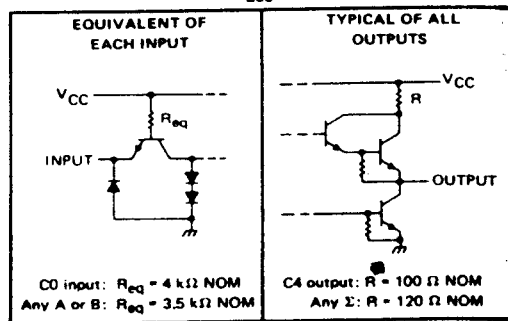 EQUIVALENT OF
EACH INPUT
VCC
Req
INPUT
C0 input: Req = 4 kΩ NOM
Any A or B: Req = 3.5 kΩ NOM
TYPICAL OF ALL
OUTPUTS
VCC
R
OUTPUT
C4 output: R = 100 Ω NOM
Any Σ: R = 120 Ω NOM